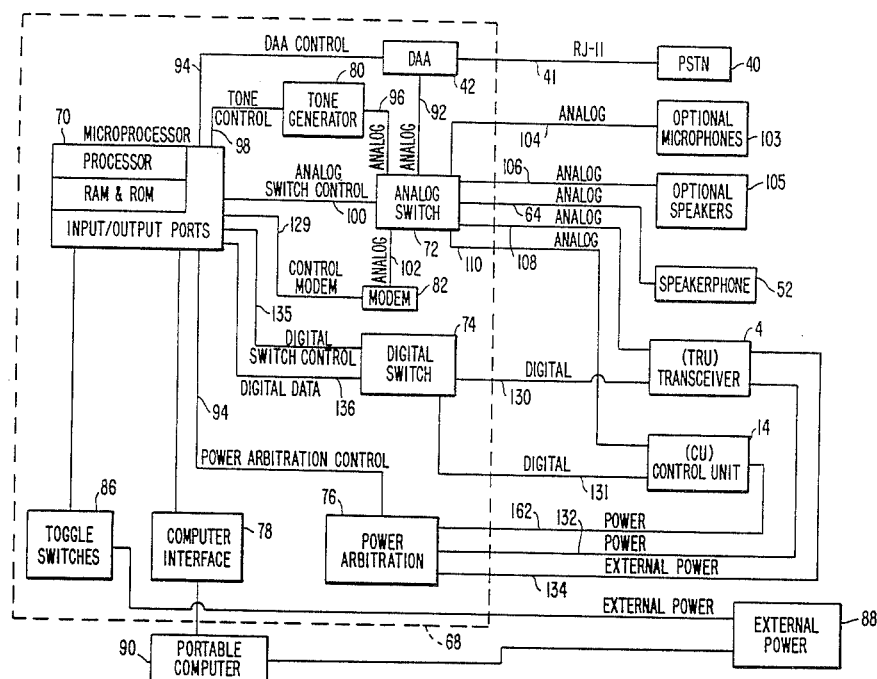 DAA CONTROL
94
DAA
42
RJ-11
41
PSTN
40
80
TONE
GENERATOR
96
92
TONE
CONTROL
98
ANALOG
ANALOG
70
MICROPROCESSOR
PROCESSOR
RAM & ROM
INPUT/OUTPUT PORTS
ANALOG
SWITCH CONTROL
100
ANALOG
SWITCH
72
ANALOG
104
OPTIONAL
MICROPHONES
103
106
ANALOG
ANALOG
64
ANALOG
108
ANALOG
110
OPTIONAL
SPEAKERS
105
129
CONTROL
MODEM
ANALOG
102
MODEM
82
SPEAKERPHONE
52
135
DIGITAL
SWITCH CONTROL
DIGITAL DATA
136
74
DIGITAL
SWITCH
DIGITAL
130
4
(TRU)
TRANSCEIVER
94
14
(CU)
CONTROL UNIT
DIGITAL
131
POWER ARBITRATION CONTROL
86
TOGGLE
SWITCHES
COMPUTER
INTERFACE
78
76
POWER
ARBITRATION
162
132
POWER
POWER
EXTERNAL POWER
134
EXTERNAL POWER
EXTERNAL
POWER
88
68
90
PORTABLE
COMPUTER